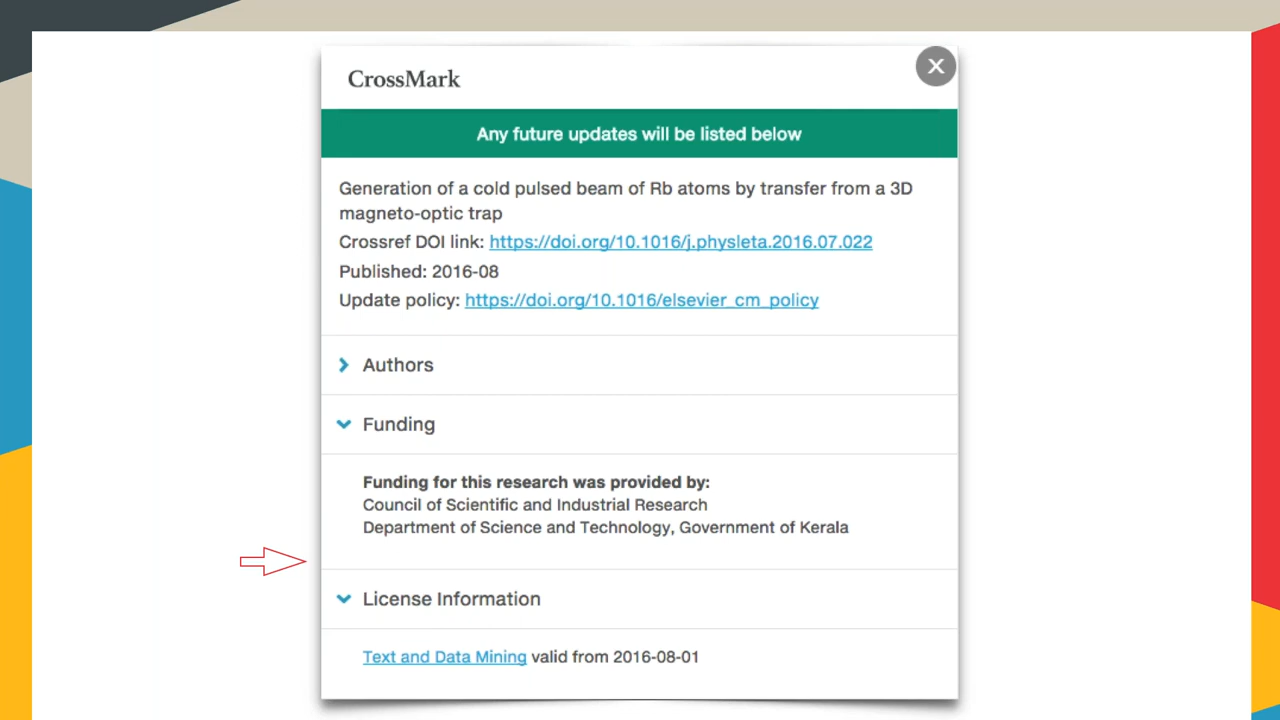 CrossMark
Any future updates will be listed below
Generation of a cold pulsed beam of Rb atoms by transfer from a 3D
magneto-optic trap
Crossref DOI link: https://doi.org/10.1016/j.physleta.2016.07.022
Published: 2016-08
Update policy: https://doi.org/10.1016/elsevier_cm_policy
Authors
Funding
Funding for this research was provided by:
Council of Scientific and Industrial Research
Department of Science and Technology, Government of Kerala
License Information
Text and Data Mining valid from 2016-08-01